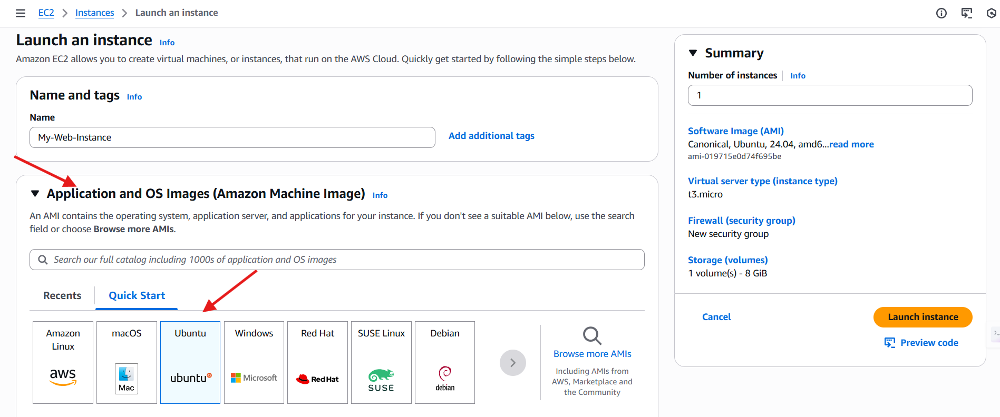 EC2 > Instances > Launch an instance
Launch an instance Info
Amazon EC2 allows you to create virtual machines, or instances, that run on the AWS Cloud. Quickly get started by following the simple steps below.
Name and tags Info
Name
My-Web-Instance
Add additional tags
Application and OS Images (Amazon Machine Image) Info
An AMI contains the operating system, application server, and applications for your instance. If you don't see a suitable AMI below, use the search
field or choose Browse more AMIs.
Search our full catalog including 1000s of application and OS images
Recents
Quick Start
Amazon
Linux
aws
macOS
Mac
Ubuntu
ubuntu
Windows
Microsoft
Red Hat
Red Hat
SUSE Linux
SUSE
Debian
debian
Browse more AMIs
Including AMIs from
AWS, Marketplace and
the Community
Summary
Number of instances Info
1
Software Image (AMI)
Canonical, Ubuntu, 24.04, amd6...read more
ami-019715e0d74f695be
Virtual server type (instance type)
t3.micro
Firewall (security group)
New security group
Storage (volumes)
1 volume(s) - 8 GiB
Cancel
Launch instance
Preview code